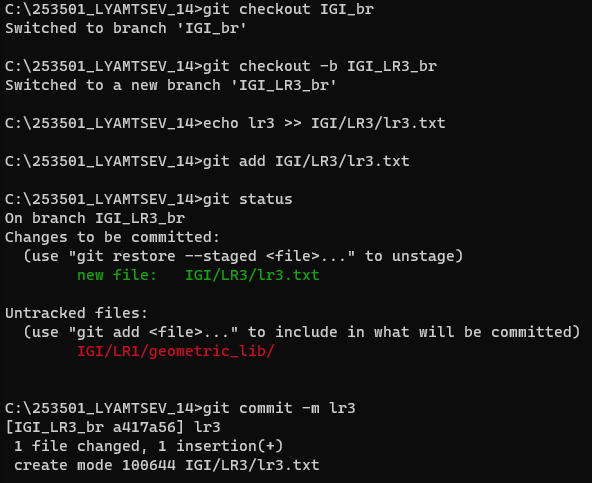 C:\253501_LYAMTSEV_14>git checkout IGI_br
Switched to branch 'IGI_br'
C:\253501_LYAMTSEV_14>git checkout -b IGI_LR3_br
Switched to a new branch 'IGI_LR3_br'
C:\253501_LYAMTSEV_14>echo lr3 >> IGI/LR3/lr3.txt
C:\253501_LYAMTSEV_14>git add IGI/LR3/lr3.txt
C:\253501_LYAMTSEV_14>git status
On branch IGI_LR3_br
Changes to be committed:
  (use "git restore --staged <file>..." to unstage)
        new file:   IGI/LR3/lr3.txt
Untracked files:
  (use "git add <file>..." to include in what will be committed)
        IGI/LR1/geometric_lib/
C:\253501_LYAMTSEV_14>git commit -m lr3
[IGI_LR3_br a417a56] lr3
 1 file changed, 1 insertion(+)
 create mode 100644 IGI/LR3/lr3.txt